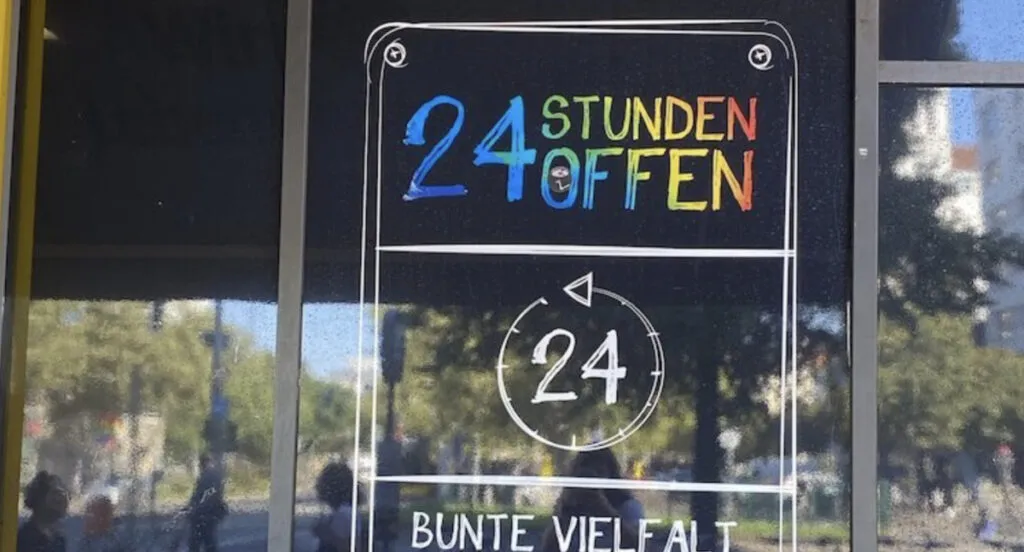 24 STUNDEN
OFFEN
24
BUNTE VIELFALT